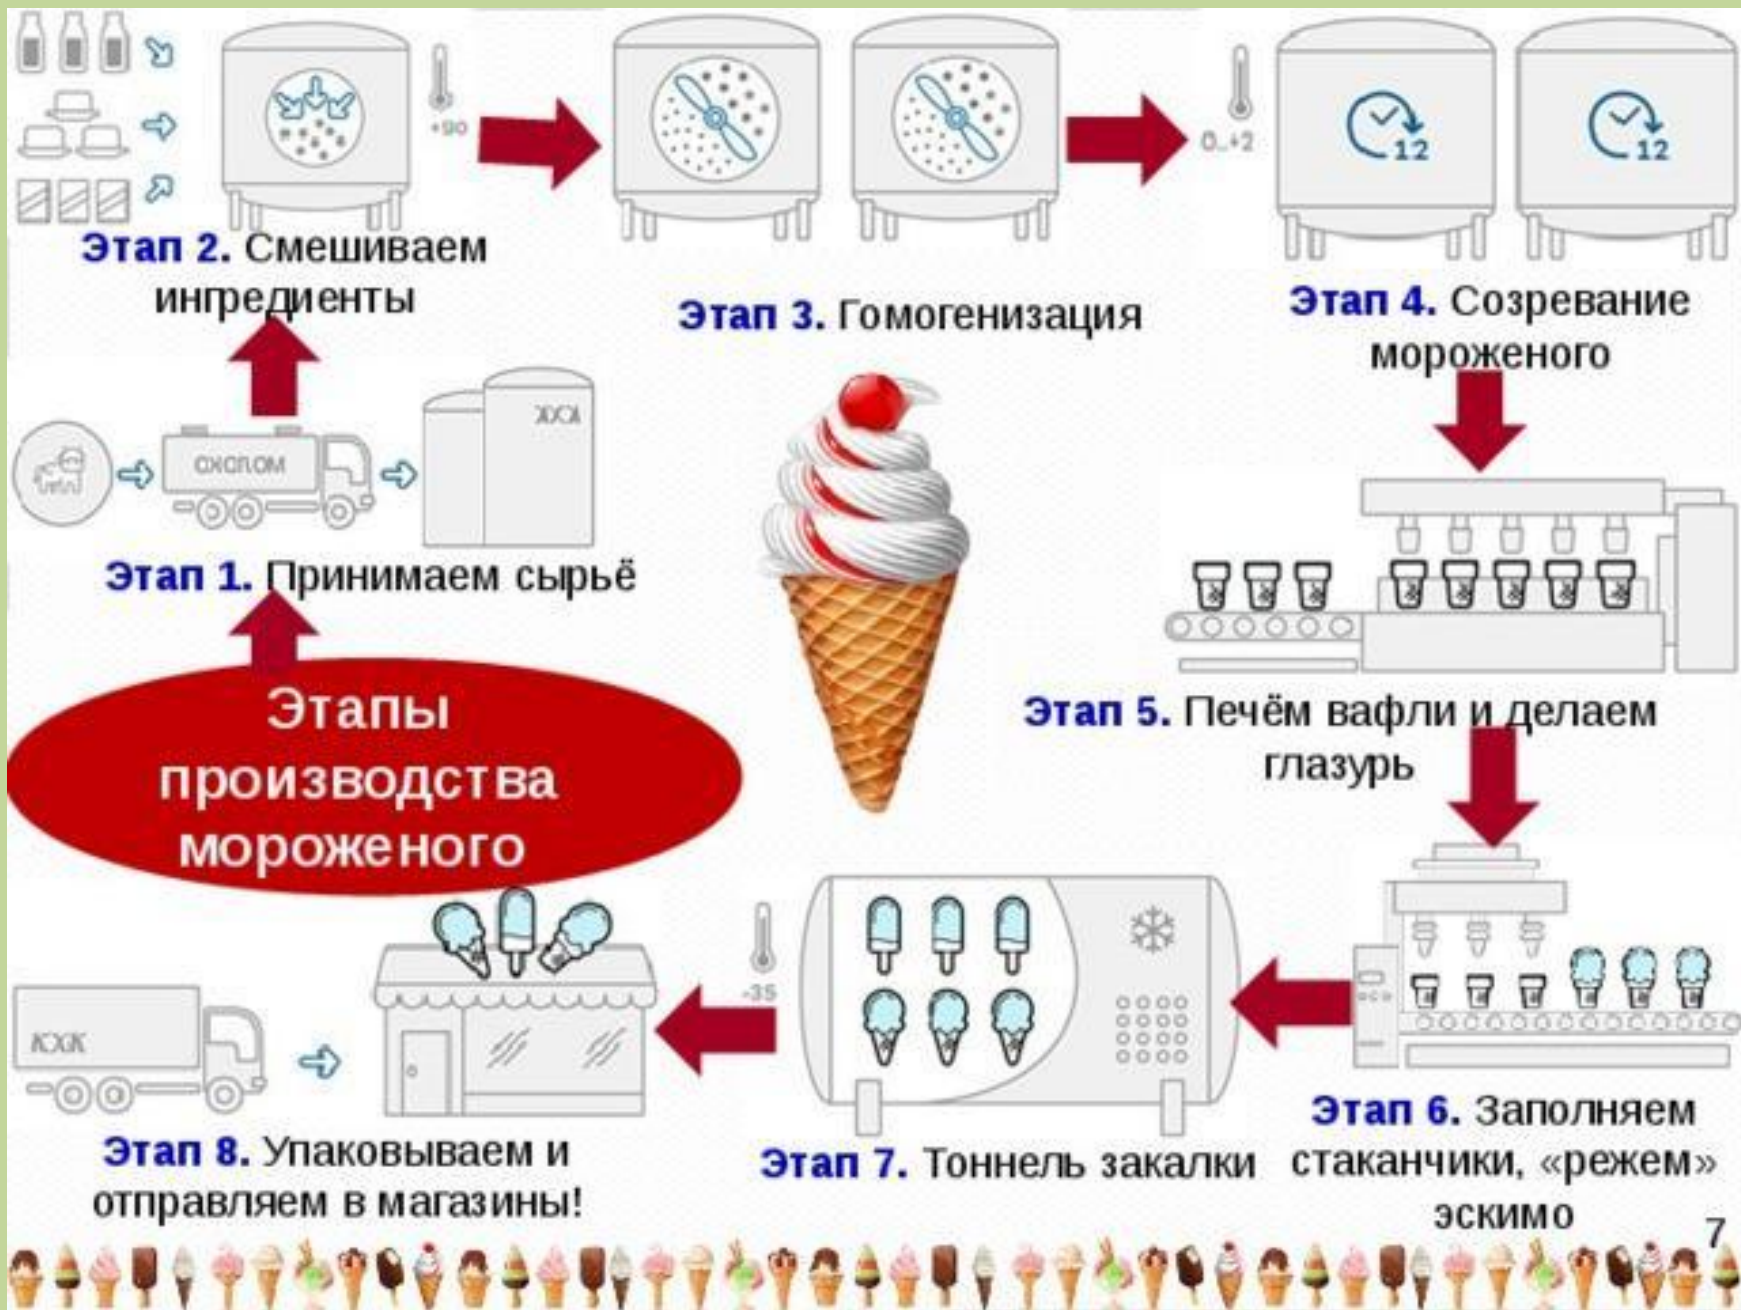 +90
0..+2
12
12
Этап 2. Смешиваем
ингредиенты
Этап 3. Гомогенизация
Этап 4. Созревание
мороженого
Этап 1. Принимаем сырьё
Этапы
производства
мороженого
Этап 5. Печём вафли и делаем
глазурь
-35
КХК
Этап 8. Упаковываем и
отправляем в магазины!
Этап 7. Тоннель закалки
Этап 6. Заполняем
стаканчики, «режем»
эскимо
7